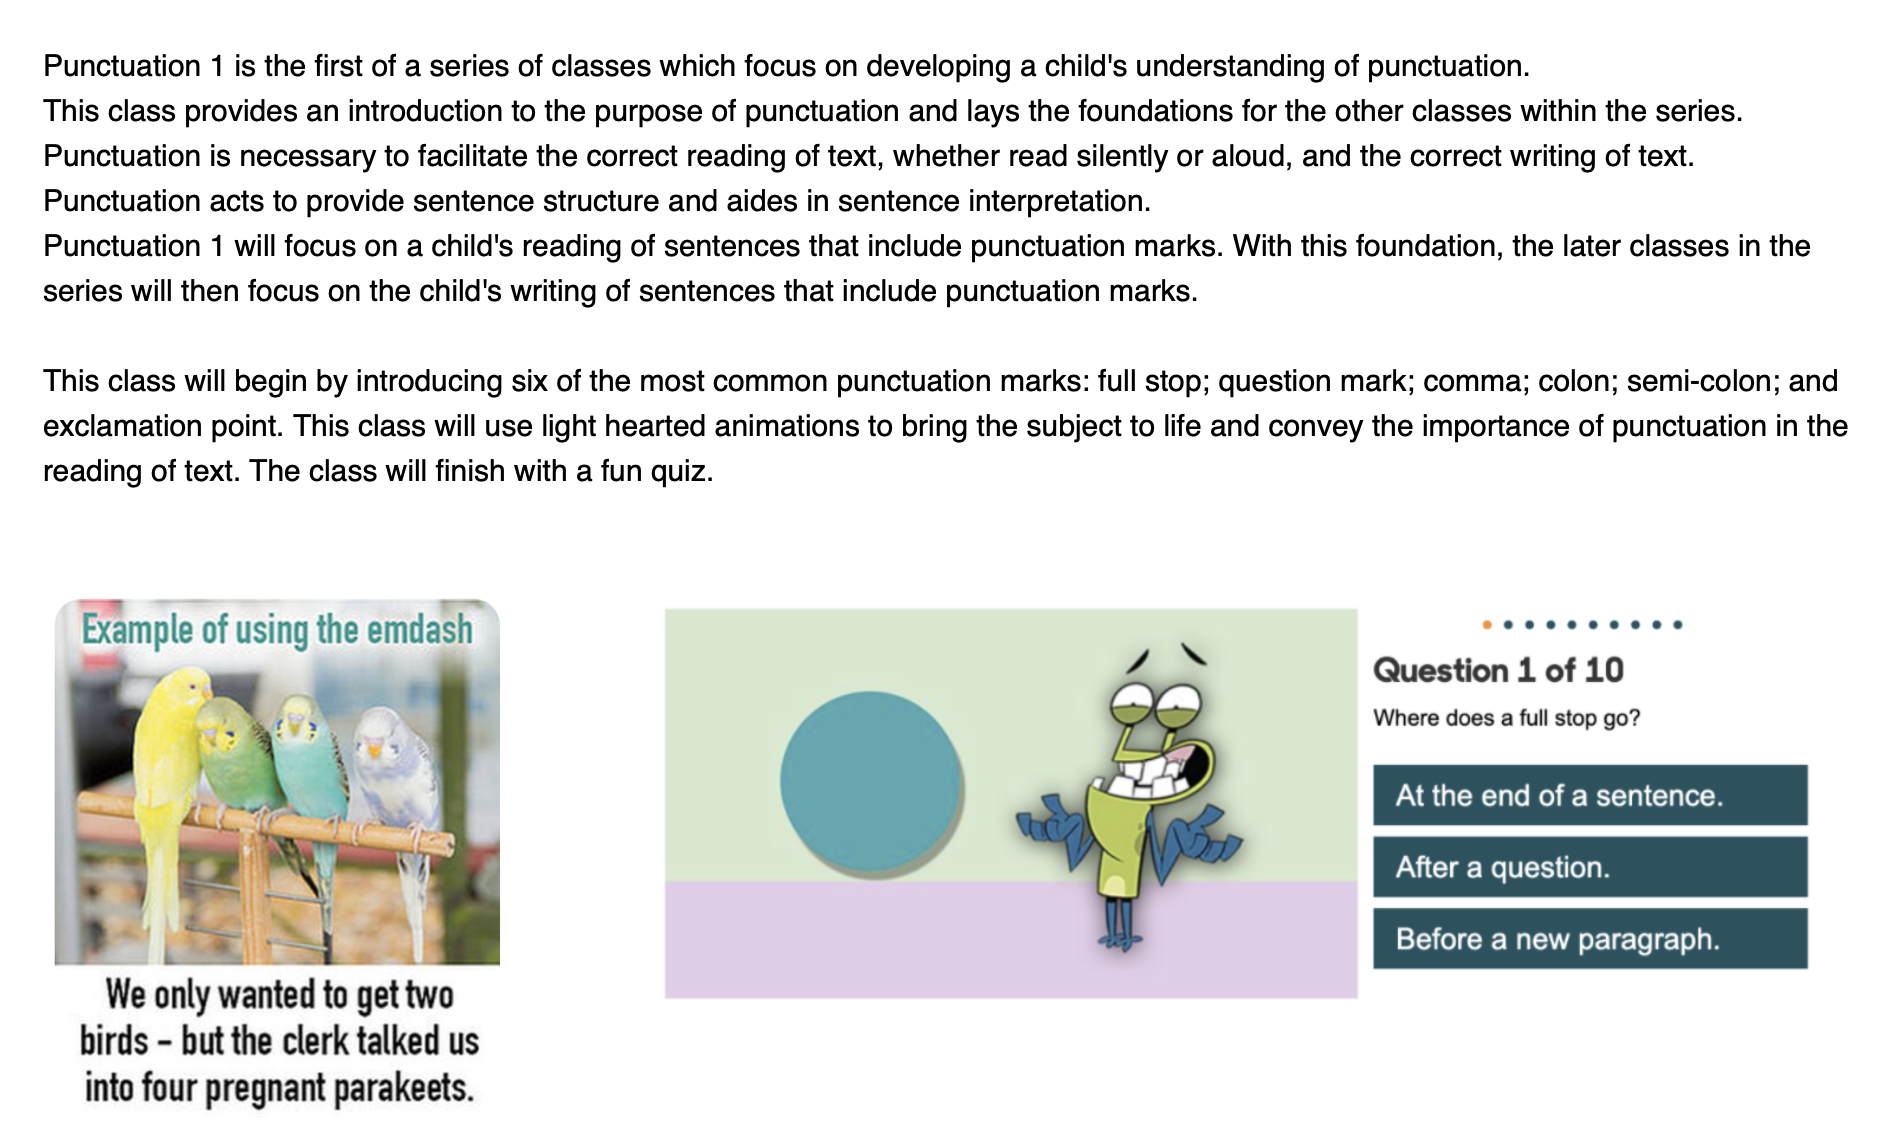 Punctuation 1 is the first of a series of classes which focus on developing a child's understanding of punctuation.
This class provides an introduction to the purpose of punctuation and lays the foundations for the other classes within the series.
Punctuation is necessary to facilitate the correct reading of text, whether read silently or aloud, and the correct writing of text.
Punctuation acts to provide sentence structure and aides in sentence interpretation.
Punctuation 1 will focus on a child's reading of sentences that include punctuation marks. With this foundation, the later classes in the
series will then focus on the child's writing of sentences that include punctuation marks.
This class will begin by introducing six of the most common punctuation marks: full stop; question mark; comma; colon; semi-colon; and
exclamation point. This class will use light hearted animations to bring the subject to life and convey the importance of punctuation in the
reading of text. The class will finish with a fun quiz.
Example of using the emdash
We only wanted to get two
birds – but the clerk talked us
into four pregnant parakeets.
Question 1 of 10
Where does a full stop go?
At the end of a sentence.
After a question.
Before a new paragraph.